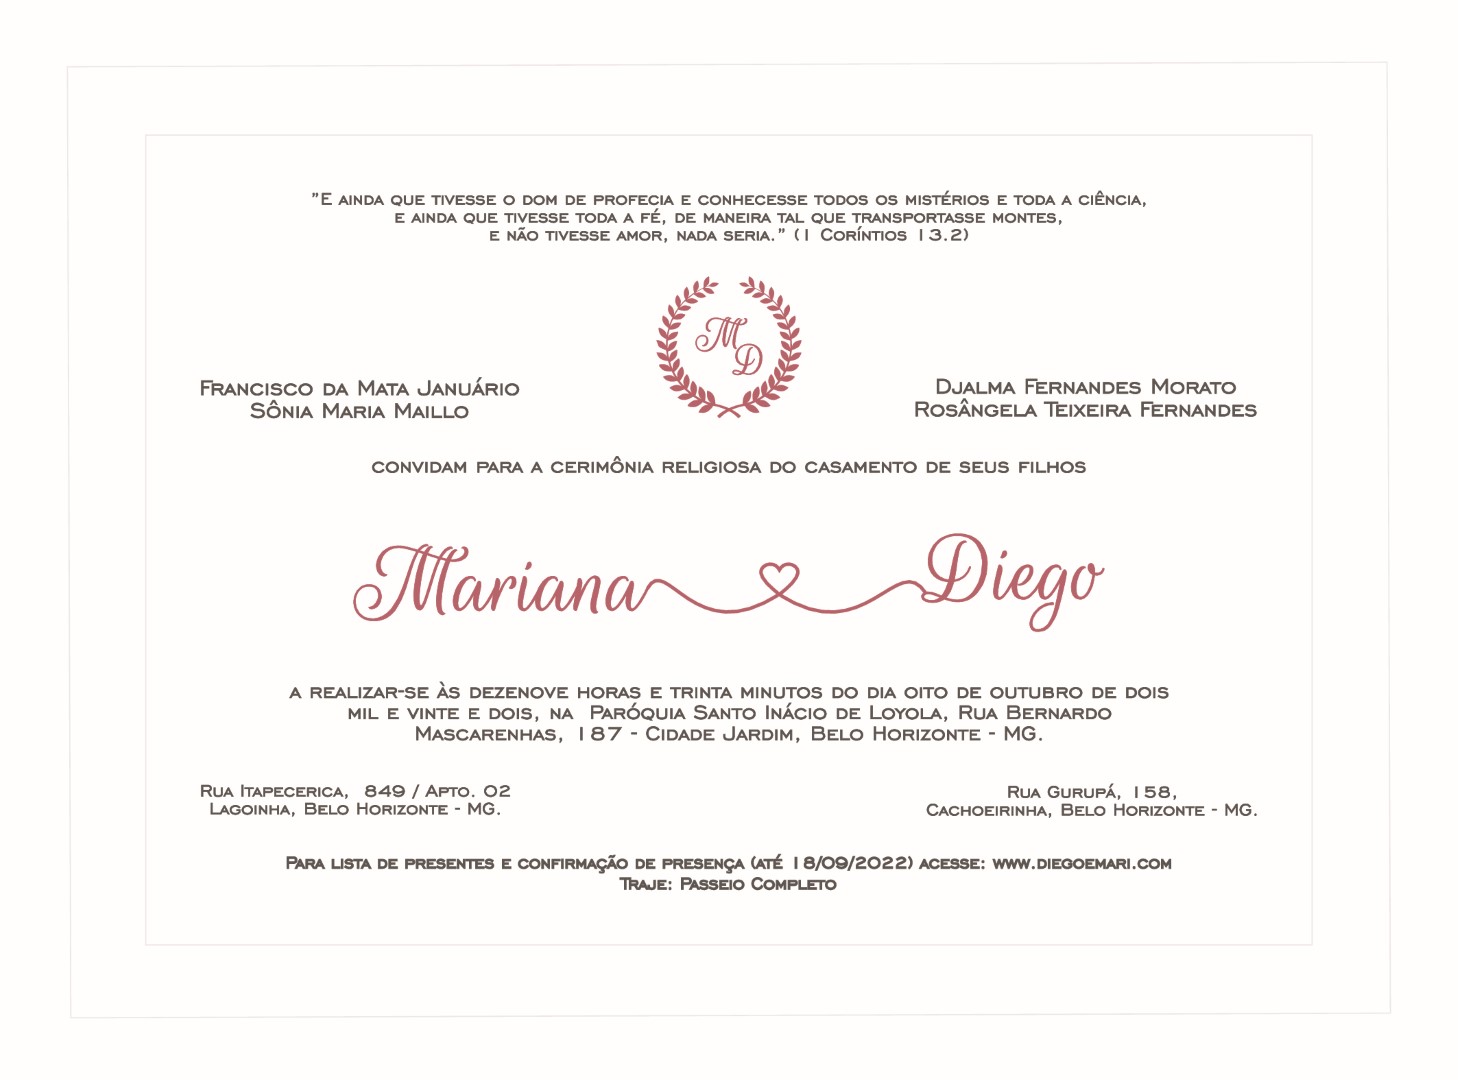 "E ainda que tivesse o dom de profecia e conhecesse todos os mistérios e toda a ciência,
e ainda que tivesse toda a fé, de maneira tal que transportasse montes,
e não tivesse amor, nada seria." (1 Coríntios 13.2)
M
D
Francisco da Mata Januário
Sônia Maria Maillo
Djalma Fernandes Morato
Rosângela Teixeira Fernandes
convidam para a cerimônia religiosa do casamento de seus filhos
Mariana Diego
a realizar-se às dezenove horas e trinta minutos do dia oito de outubro de dois
mil e vinte e dois, na Paróquia Santo Inácio de Loyola, Rua Bernardo
Mascarenhas, 187 - Cidade Jardim, Belo Horizonte - MG.
Rua Itapecerica, 849 / Apto. 02
Lagoinha, Belo Horizonte - MG.
Rua Gurupá, 158,
Cachoeirinha, Belo Horizonte - MG.
Para lista de presentes e confirmação de presença (até 18/09/2022) acesse: www.diegoemari.com
Traje: Passeio Completo